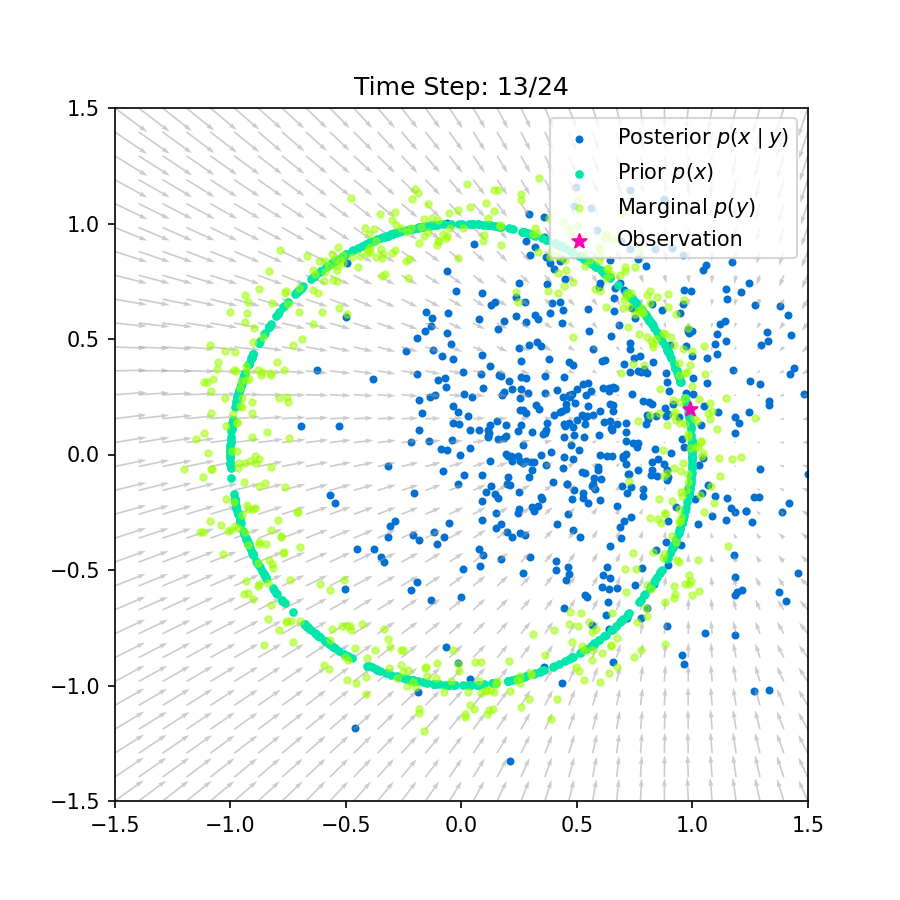 Time Step: 13/24
Posterior p(x | y)
Prior p(x)
Marginal p(y)
Observation
1.5
1.0
0.5
0.0
−0.5
−1.0
−1.5
−1.5 −1.0 −0.5 0.0 0.5 1.0 1.5